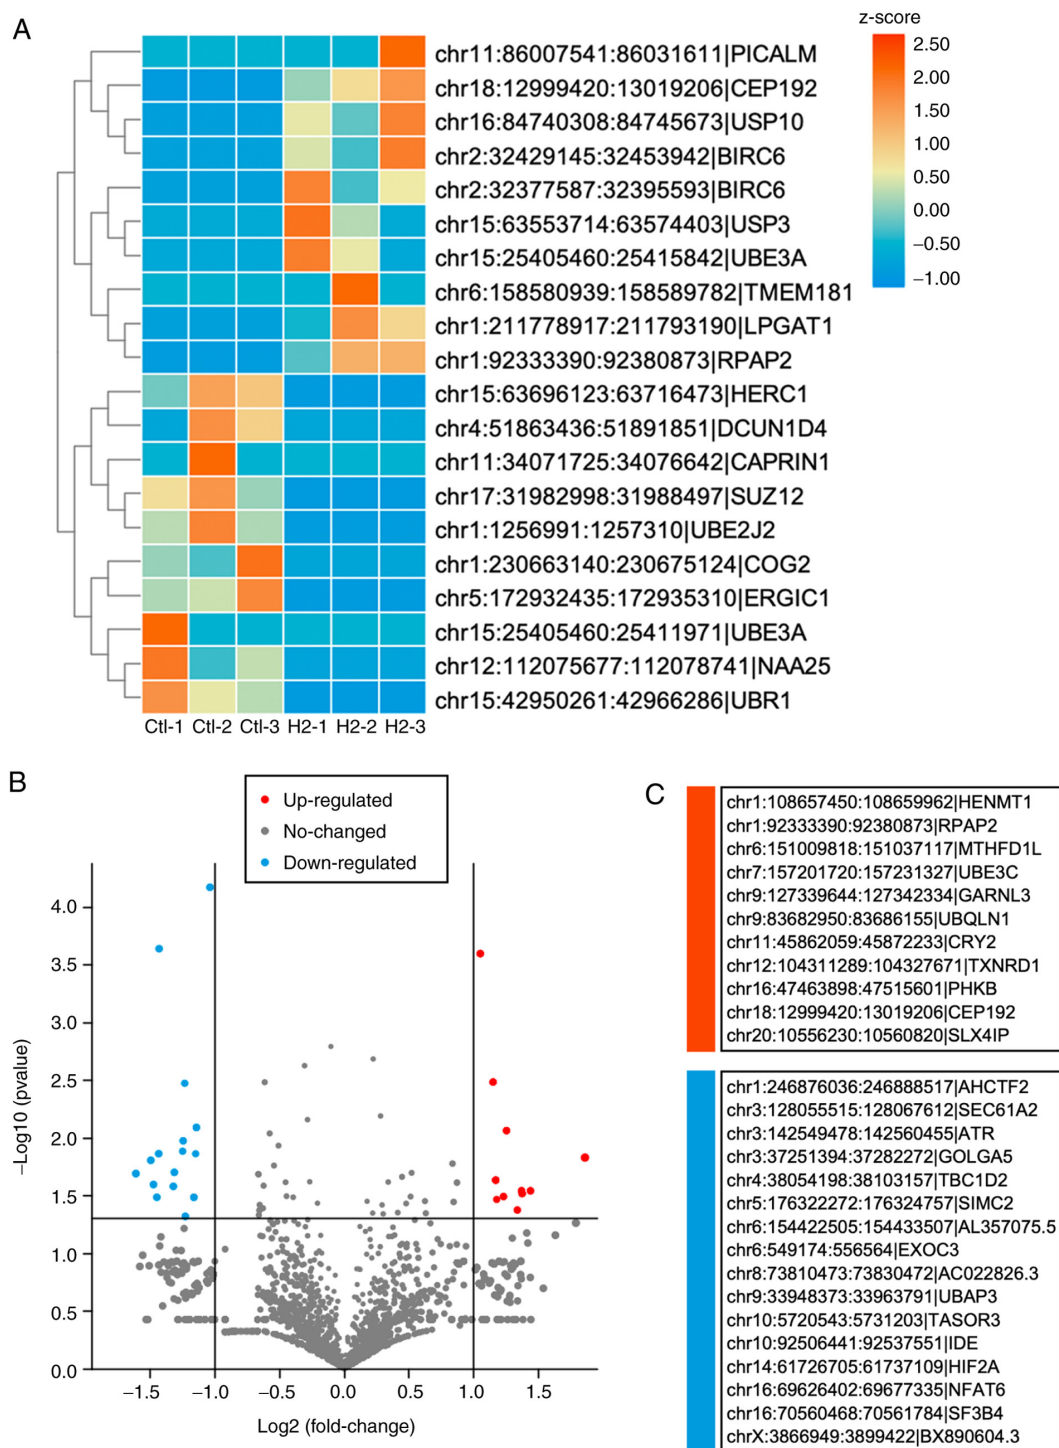 A
z-score
chr11:86007541:86031611|PICALM
chr18:12999420:13019206|CEP192
chr16:84740308:84745673|USP10
chr2:32429145:32453942|BIRC6
chr2:32377587:32395593|BIRC6
chr15:63553714:63574403|USP3
chr15:25405460:25415842|UBE3A
chr6:158580939:158589782|TMEM181
chr1:211778917:211793190|LPGAT1
chr1:92333390:92380873|RPAP2
chr15:63696123:63716473|HERC1
chr4:51863436:51891851|DCUN1D4
chr11:34071725:34076642|CAPRIN1
chr17:31982998:31988497|SUZ12
chr1:1256991:1257310|UBE2J2
chr1:230663140:230675124|COG2
chr5:172932435:172935310|ERGIC1
chr15:25405460:25411971|UBE3A
chr12:112075677:112078741|NAA25
chr15:42950261:42966286|UBR1
2.50
2.00
1.50
1.00
0.50
0.00
−0.50
−1.00
Ctl-1 Ctl-2 Ctl-3 H2-1 H2-2 H2-3
B
Up-regulated
No-changed
Down-regulated
−Log10 (pvalue)
4.0
3.5
3.0
2.5
2.0
1.5
1.0
0.5
0.0
−1.5 −1.0 −0.5 0.0 0.5 1.0 1.5
Log2 (fold-change)
C
chr1:108657450:108659962|HENMT1
chr1:92333390:92380873|RPAP2
chr6:151009818:151037117|MTHFD1L
chr7:157201720:157231327|UBE3C
chr9:127339644:127342334|GARNL3
chr9:83682950:83686155|UBQLN1
chr11:45862059:45872233|CRY2
chr12:104311289:104327671|TXNRD1
chr16:47463898:47515601|PHKB
chr18:12999420:13019206|CEP192
chr20:10556230:10560820|SLX4IP
chr1:246876036:246888517|AHCTF2
chr3:128055515:128067612|SEC61A2
chr3:142549478:142560455|ATR
chr3:37251394:37282272|GOLGA5
chr4:38054198:38103157|TBC1D2
chr5:176322272:176324757|SIMC2
chr6:154422505:154433507|AL357075.5
chr6:549174:556564|EXOC3
chr8:73810473:73830472|AC022826.3
chr9:33948373:33963791|UBAP3
chr10:5720543:5731203|TASOR3
chr10:92506441:92537551|IDE
chr14:61726705:61737109|HIF2A
chr16:69626402:69677335|NFAT6
chr16:70560468:70561784|SF3B4
chrX:3866949:3899422|BX890604.3